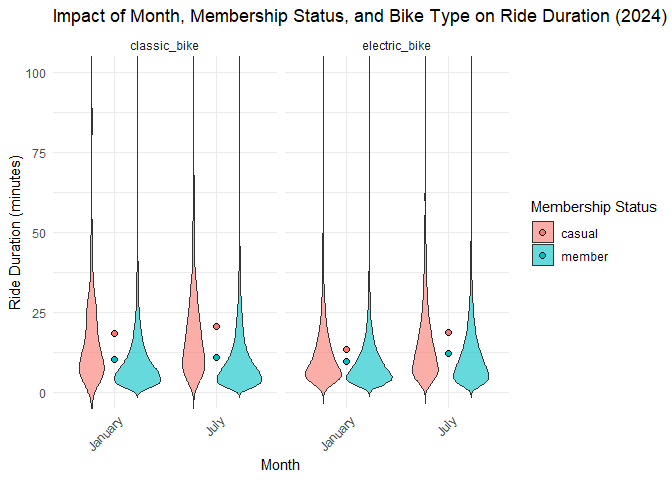 Impact of Month, Membership Status, and Bike Type on Ride Duration (2024)
classic_bike
electric_bike
100
75
50
25
0
Ride Duration (minutes)
January
July
January
July
Month
Membership Status
casual
member